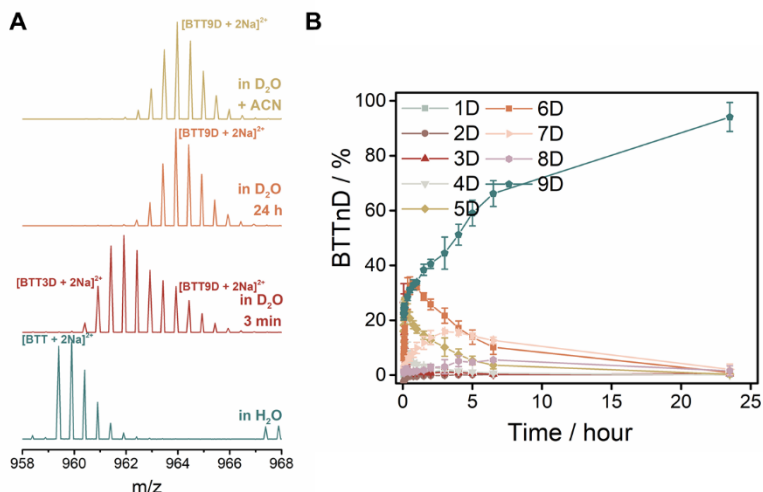 A
[BTT9D + 2Na]²⁺
in D₂O
+ ACN
[BTT9D + 2Na]²⁺
in D₂O
24 h
[BTT3D + 2Na]²⁺
[BTT9D + 2Na]²⁺
in D₂O
3 min
[BTT + 2Na]²⁺
in H₂O
958 960 962 964 966 968
m/z
B
100
80
60
40
20
0
BTTnD / %
1D 6D
2D 7D
3D 8D
4D 9D
5D
0 5 10 15 20 25
Time / hour